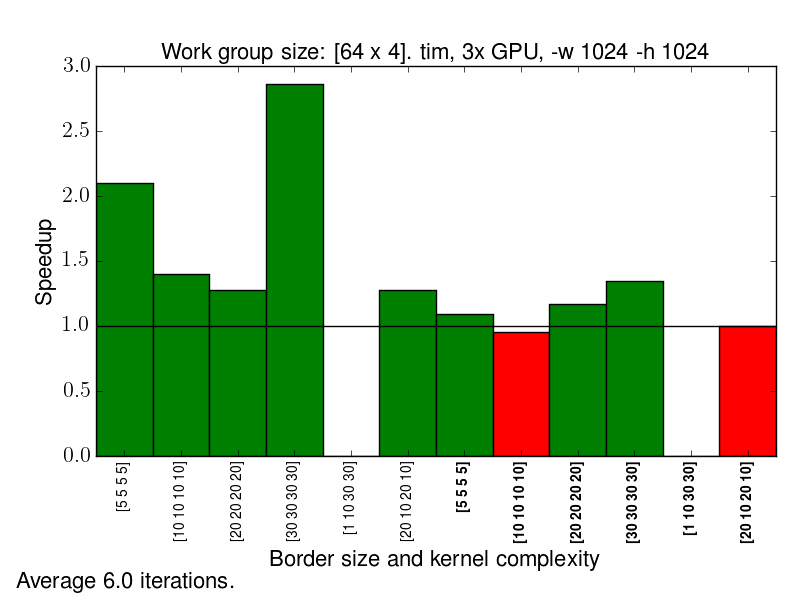 Work group size: [64 x 4]. tim, 3x GPU, -w 1024 -h 1024
3.0
2.5
2.0
1.5
1.0
0.5
0.0
Speedup
[5 5 5 5]
[10 10 10 10]
[20 20 20 20]
[30 30 30 30]
[1 10 30 30]
[20 10 20 10]
[5 5 5 5]
[10 10 10 10]
[20 20 20 20]
[30 30 30 30]
[1 10 30 30]
[20 10 20 10]
Border size and kernel complexity
Average 6.0 iterations.